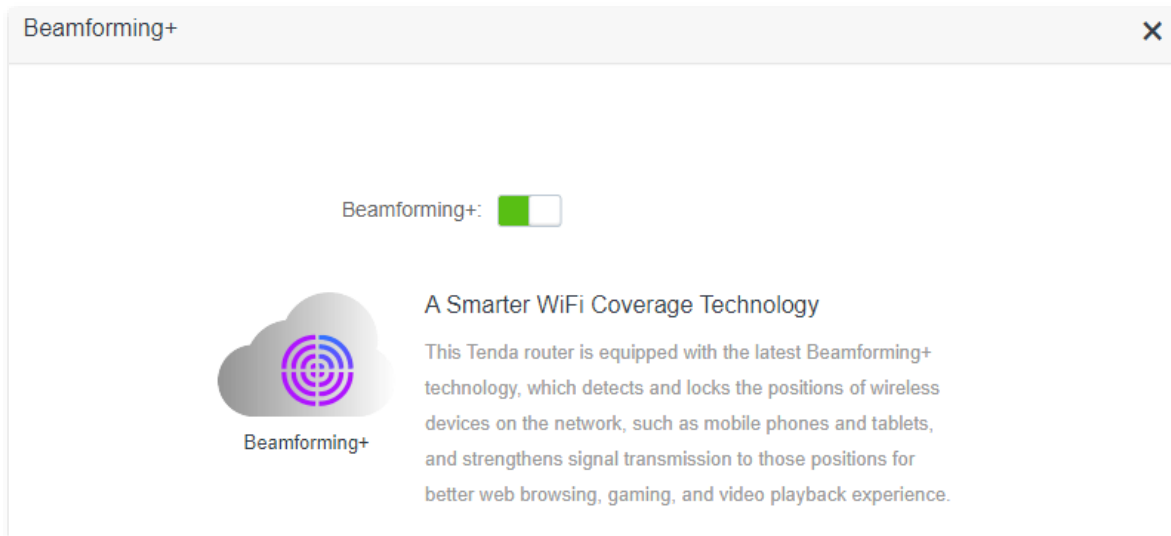 Beamforming+
Beamforming+:
A Smarter WiFi Coverage Technology
This Tenda router is equipped with the latest Beamforming+
technology, which detects and locks the positions of wireless
devices on the network, such as mobile phones and tablets,
and strengthens signal transmission to those positions for
better web browsing, gaming, and video playback experience.
Beamforming+